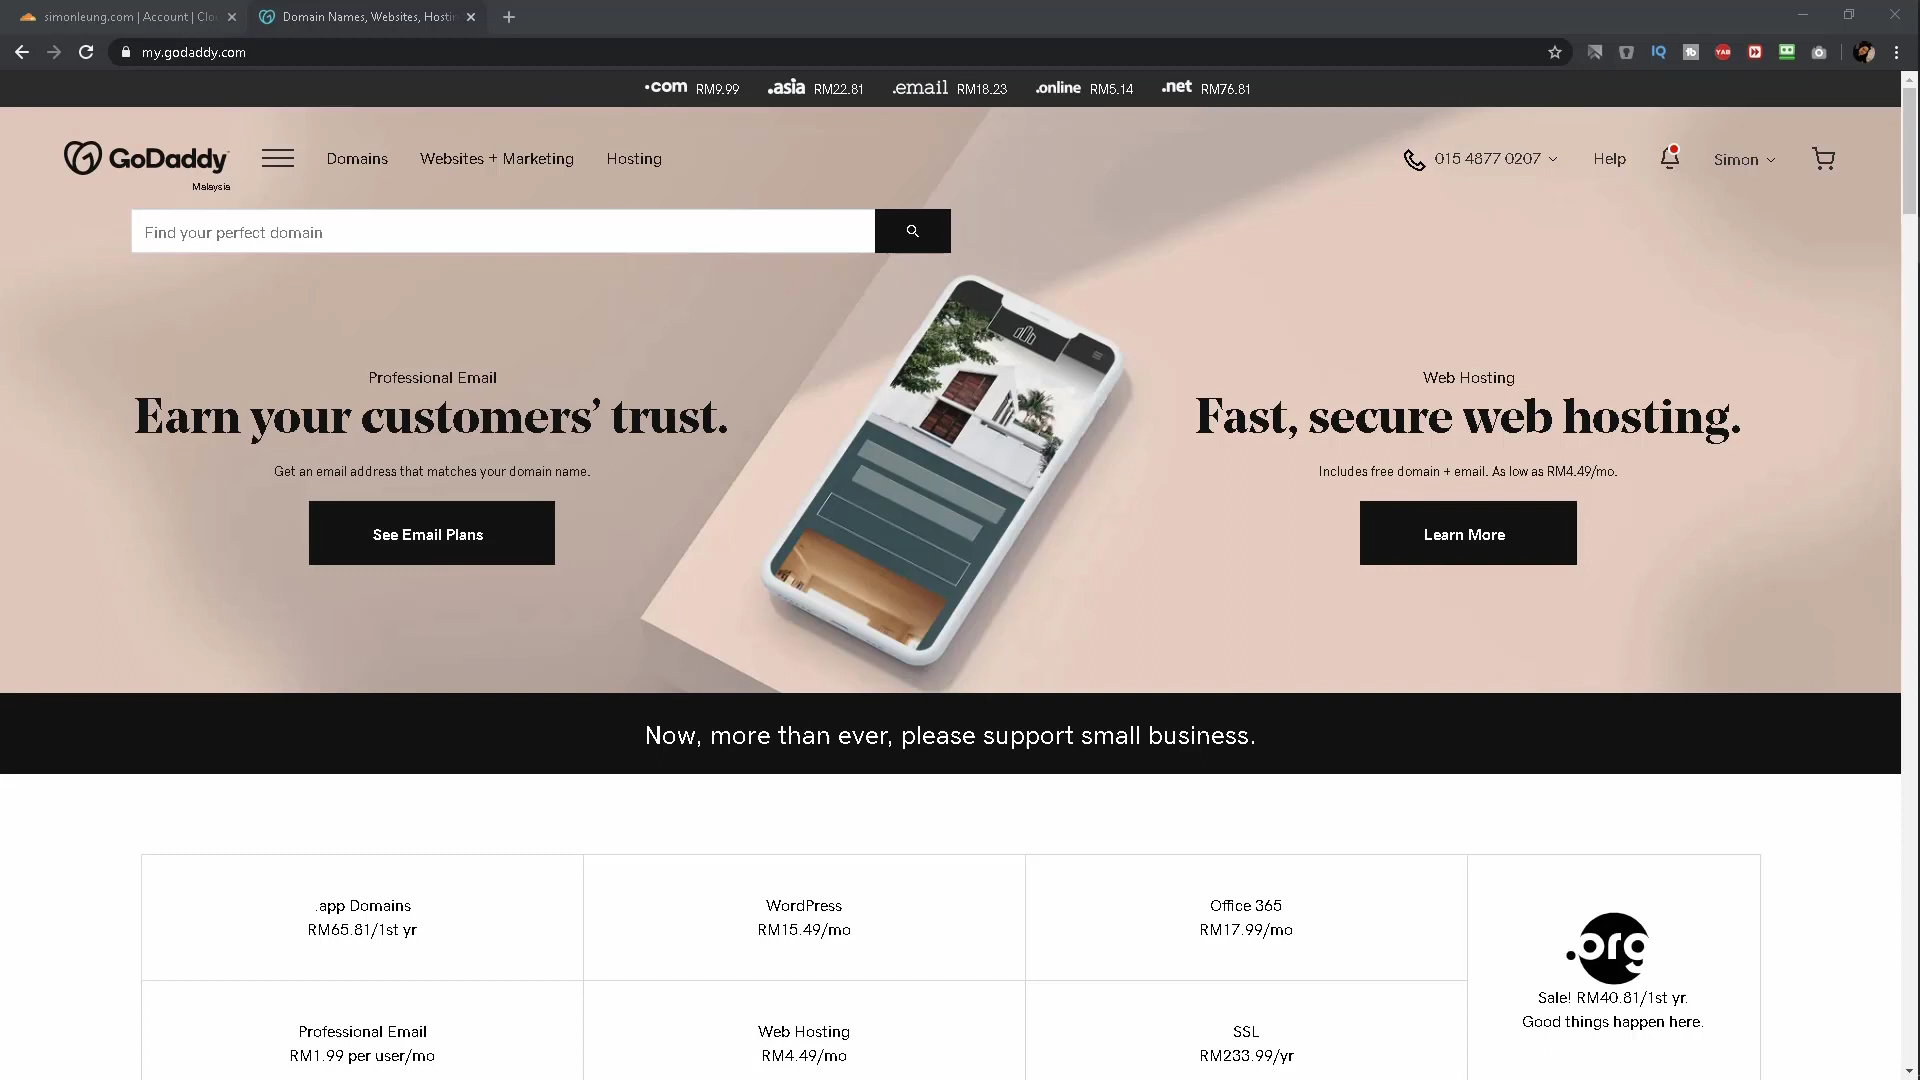 simonleung.com | Account | Clo
Domain Names, Websites, Hostin
my.godaddy.com
.com RM9.99 .asia RM22.81 .email RM18.23 .online RM5.14 .net RM76.81
GoDaddy
Malaysia
Domains Websites + Marketing Hosting
015 4877 0207 Help Simon
Find your perfect domain
Professional Email
Earn your customers’ trust.
Get an email address that matches your domain name.
See Email Plans
Web Hosting
Fast, secure web hosting.
Includes free domain + email. As low as RM4.49/mo.
Learn More
Now, more than ever, please support small business.
.app Domains
RM65.81/1st yr
WordPress
RM15.49/mo
Office 365
RM17.99/mo
.org
Sale! RM40.81/1st yr.
Good things happen here.
Professional Email
RM1.99 per user/mo
Web Hosting
RM4.49/mo
SSL
RM233.99/yr